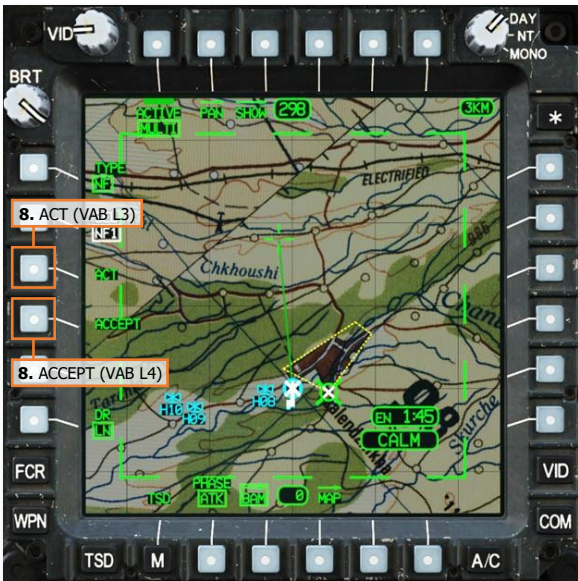 VID
DAY
NT
MONO
BRT
ACTIVE
MULTI
PAN
SHOW
298
3KM
*
TYPE
NF
ELECTRIFIED
8. ACT (VAB L3)
NF1
986
Chkhoushi
ACT
ACCEPT
8. ACCEPT (VAB L4)
H10
H09
H08
EN 1:45
CALM
DR
LN
Skurche
FCR
VID
PHASE
ATK
TSD
BAM
0
MAP
WPN
COM
TSD
M
A/C